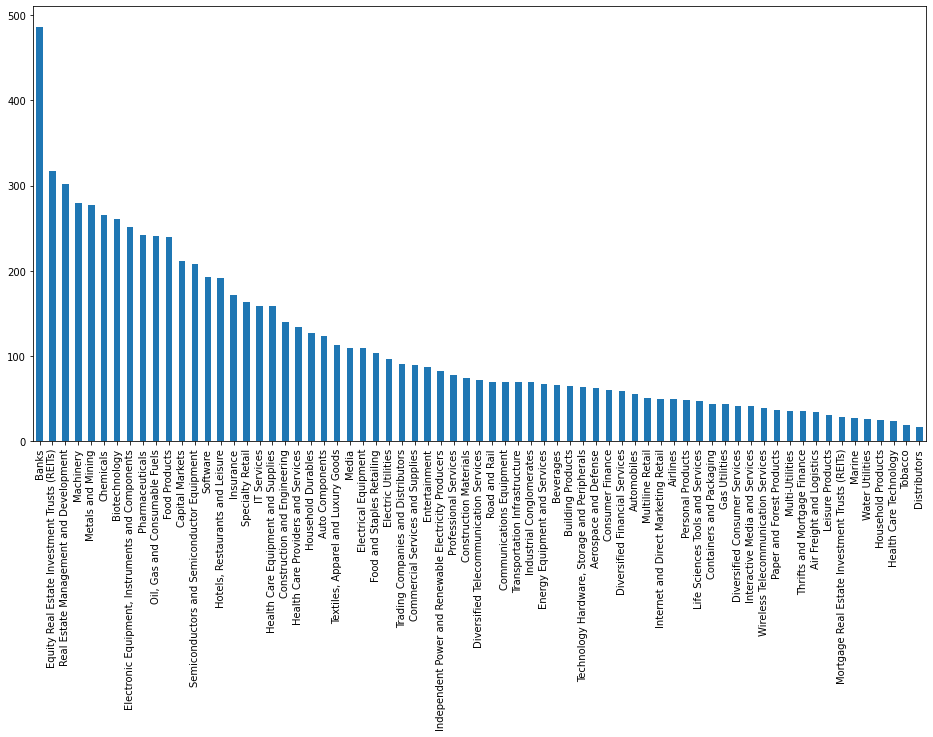 500
400
300
200
100
0
Banks
Equity Real Estate Investment Trusts (REITs)
Real Estate Management and Development
Machinery
Metals and Mining
Chemicals
Biotechnology
Electronic Equipment, Instruments and Components
Pharmaceuticals
Oil, Gas and Consumable Fuels
Food Products
Capital Markets
Semiconductors and Semiconductor Equipment
Software
Hotels, Restaurants and Leisure
Insurance
Specialty Retail
IT Services
Health Care Equipment and Supplies
Construction and Engineering
Health Care Providers and Services
Household Durables
Auto Components
Textiles, Apparel and Luxury Goods
Media
Electrical Equipment
Food and Staples Retailing
Electric Utilities
Trading Companies and Distributors
Commercial Services and Supplies
Entertainment
Independent Power and Renewable Electricity Producers
Professional Services
Construction Materials
Diversified Telecommunication Services
Road and Rail
Communications Equipment
Transportation Infrastructure
Industrial Conglomerates
Energy Equipment and Services
Beverages
Building Products
Technology Hardware, Storage and Peripherals
Aerospace and Defense
Consumer Finance
Diversified Financial Services
Automobiles
Multiline Retail
Internet and Direct Marketing Retail
Airlines
Personal Products
Life Sciences Tools and Services
Containers and Packaging
Gas Utilities
Diversified Consumer Services
Interactive Media and Services
Wireless Telecommunication Services
Paper and Forest Products
Multi-Utilities
Thrifts and Mortgage Finance
Air Freight and Logistics
Leisure Products
Mortgage Real Estate Investment Trusts (REITs)
Marine
Water Utilities
Household Products
Health Care Technology
Tobacco
Distributors